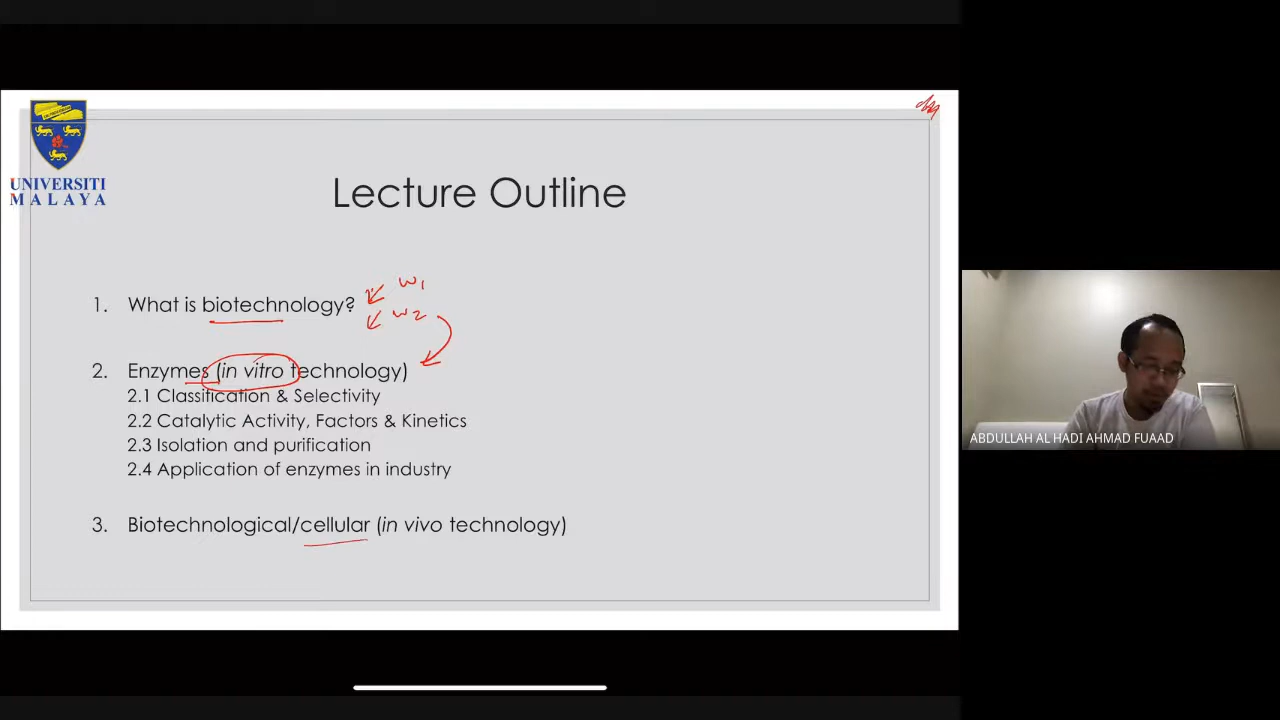 UNIVERSITI
MALAYA
Lecture Outline
W1
1. What is biotechnology?
W2
2. Enzymes (in vitro technology)
2.1 Classification & Selectivity
2.2 Catalytic Activity, Factors & Kinetics
2.3 Isolation and purification
2.4 Application of enzymes in industry
3. Biotechnological/cellular (in vivo technology)
ABDULLAH AL HADI AHMAD FUAAD